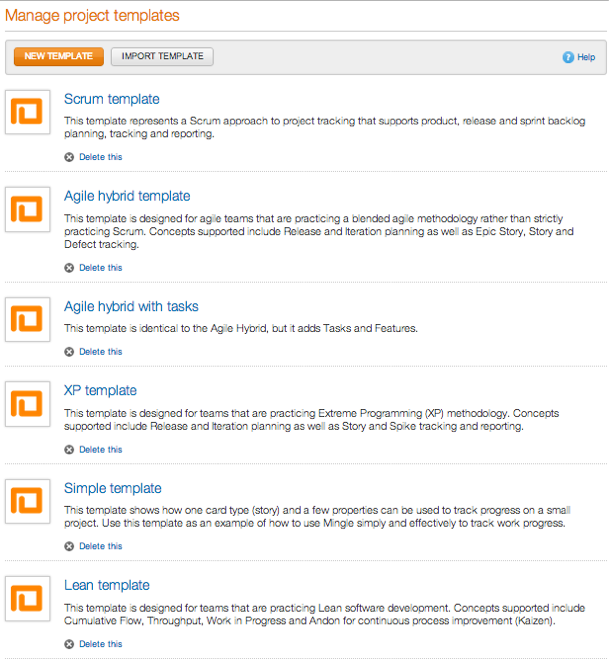 Manage project templates
NEW TEMPLATE IMPORT TEMPLATE Help
Scrum template
This template represents a Scrum approach to project tracking that supports product, release and sprint backlog
planning, tracking and reporting.
Delete this
Agile hybrid template
This template is designed for agile teams that are practicing a blended agile methodology rather than strictly
practicing Scrum. Concepts supported include Release and Iteration planning as well as Epic Story, Story and
Defect tracking.
Delete this
Agile hybrid with tasks
This template is identical to the Agile Hybrid, but it adds Tasks and Features.
Delete this
XP template
This template is designed for teams that are practicing Extreme Programming (XP) methodology. Concepts
supported include Release and Iteration planning as well as Story and Spike tracking and reporting.
Delete this
Simple template
This template shows how one card type (story) and a few properties can be used to track progress on a small
project. Use this template as an example of how to use Mingle simply and effectively to track work progress.
Delete this
Lean template
This template is designed for teams that are practicing Lean software development. Concepts supported include
Cumulative Flow, Throughput, Work in Progress and Andon for continuous process improvement (Kaizen).
Delete this